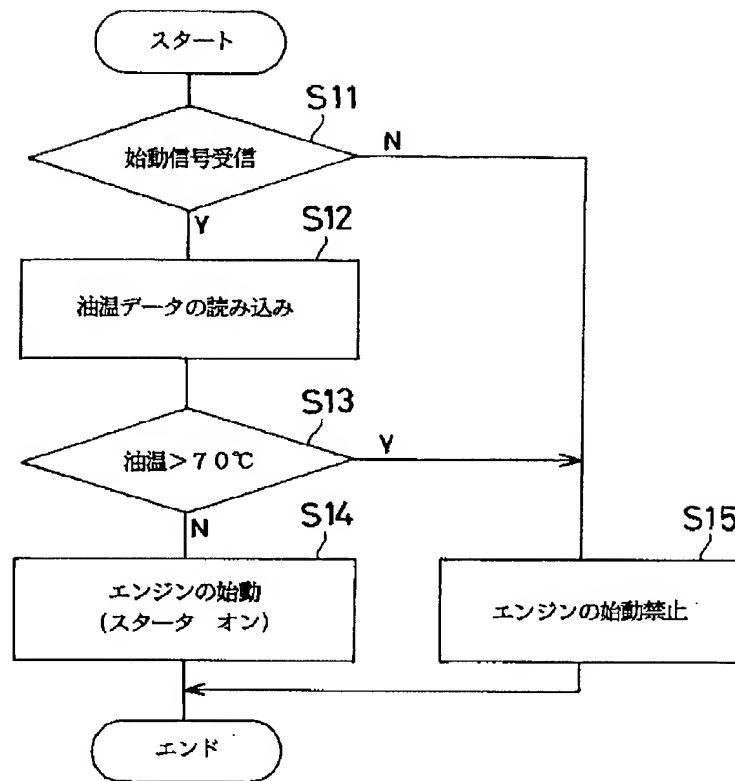 スタート
S11
始動信号受信
N
Y
S12
油温データの読み込み
S13
油温＞７０℃
Y
N
S14
エンジンの始動
(スタータ オン)
S15
エンジンの始動禁止
エンド